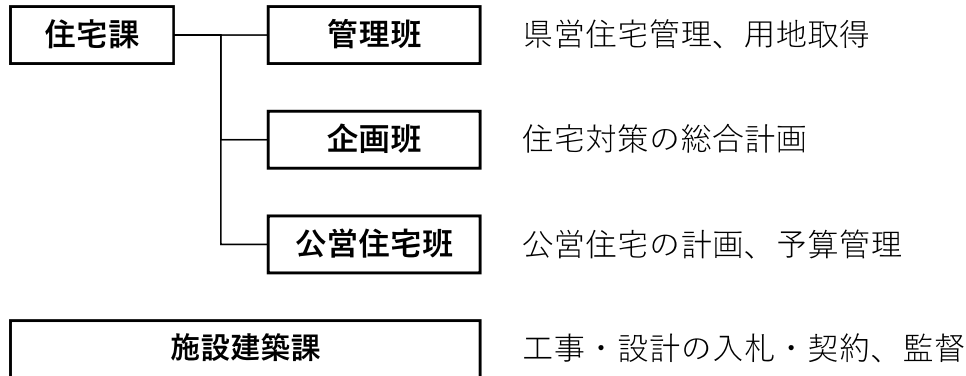 住宅課 管理班 県営住宅管理、用地取得
企画班 住宅対策の総合計画
公営住宅班 公営住宅の計画、予算管理
施設建築課 工事・設計の入札・契約、監督